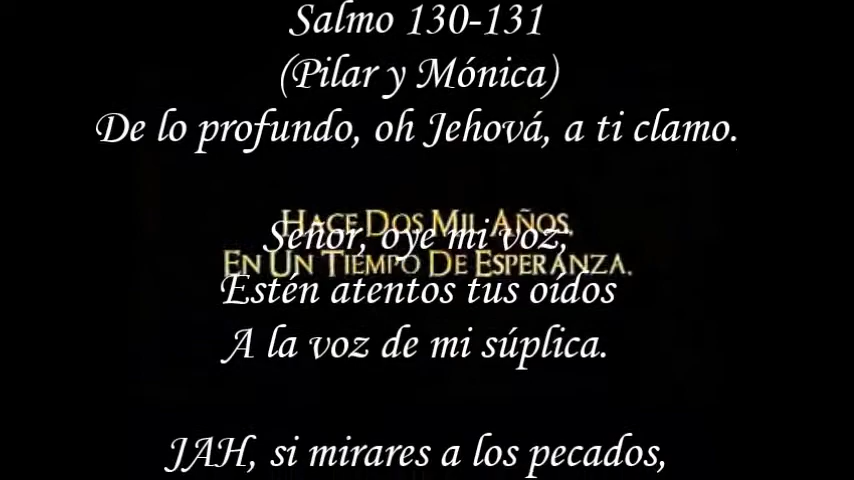 Salmo 130-131
(Pilar y Mónica)
De lo profundo, oh Jehová, a ti clamo.
HACE DOS MIL AÑOS,
Señor, oye mi voz;
EN UN TIEMPO DE ESPERANZA.
Estén atentos tus oídos
A la voz de mi súplica.
JAH, si mirares a los pecados,